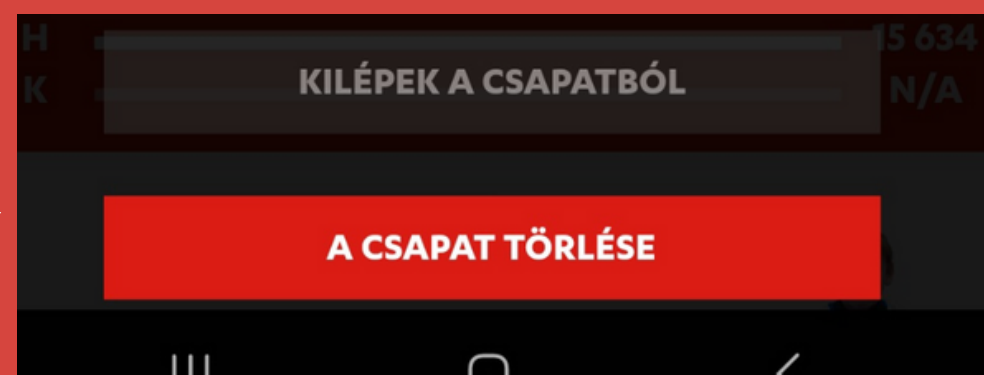 H 15 634
KILÉPEK A CSAPATBÓL
K N/A
A CSAPAT TÖRLÉSE